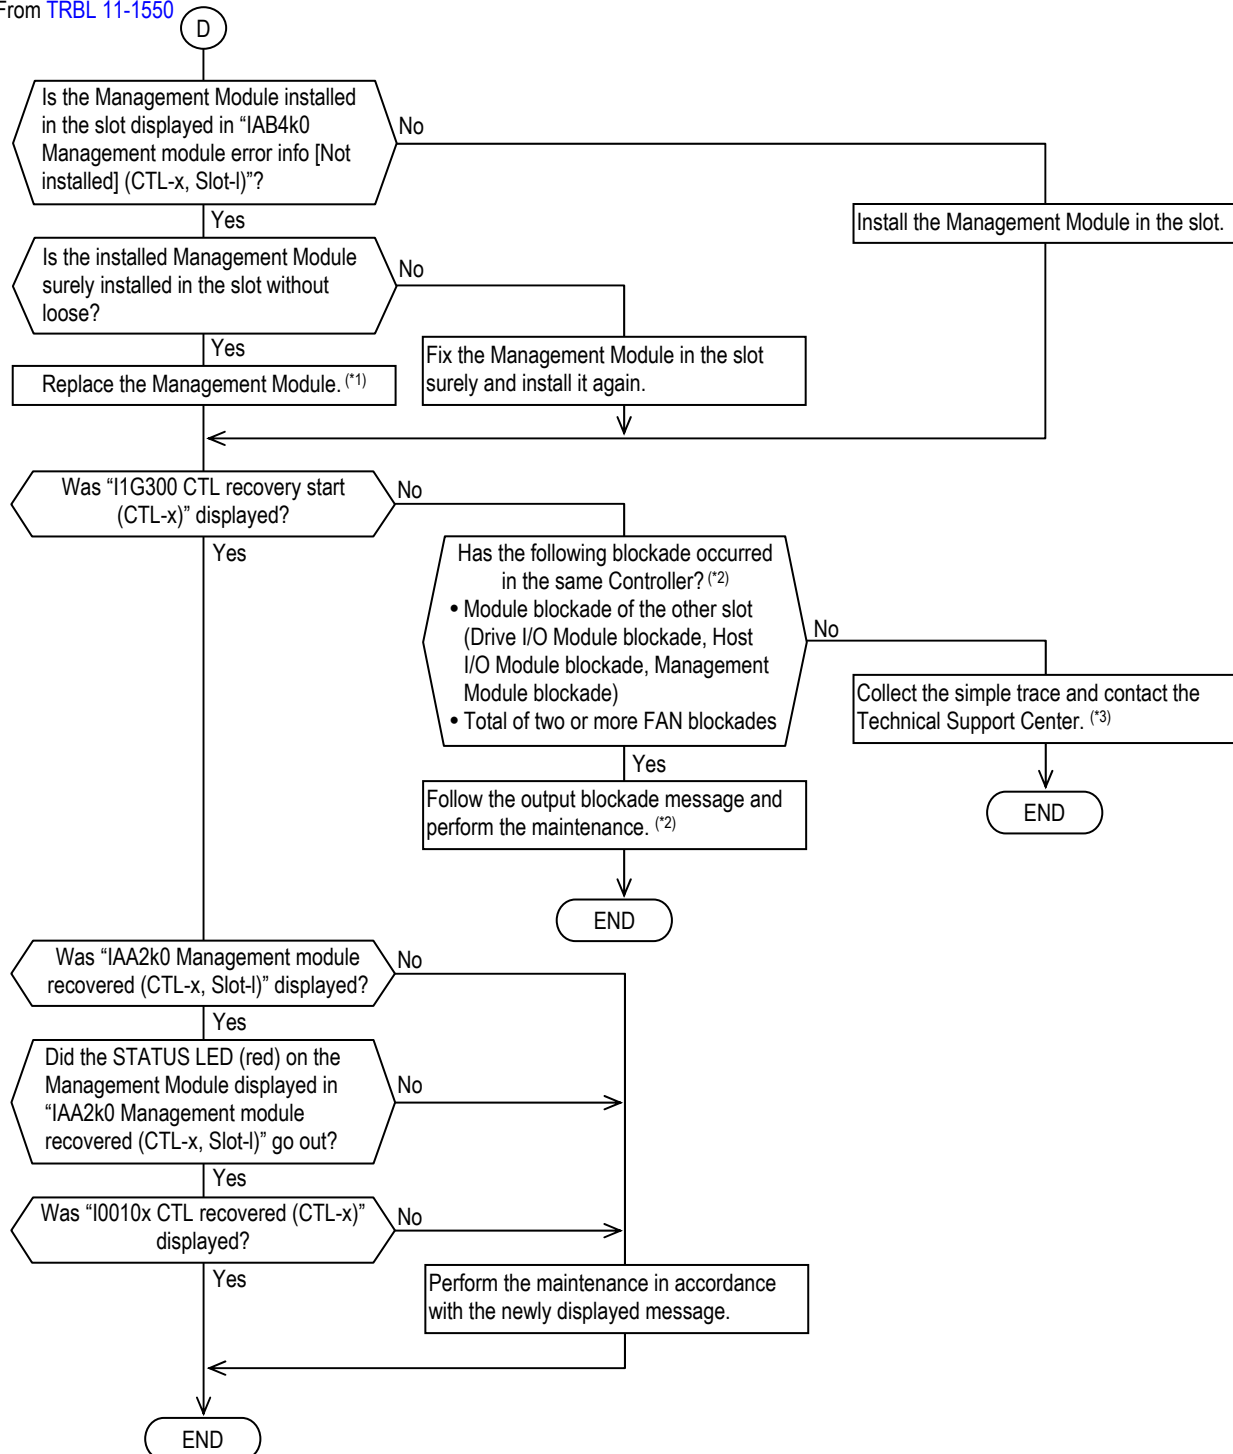 From TRBL 11-1550
D
Is the Management Module installed
in the slot displayed in “IAB4k0
Management module error info [Not
installed] (CTL-x, Slot-l)”?
No
Yes
Install the Management Module in the slot.
Is the installed Management Module
surely installed in the slot without
loose?
No
Yes
Fix the Management Module in the slot
surely and install it again.
Replace the Management Module. (*1)
Was “I1G300 CTL recovery start
(CTL-x)” displayed?
No
Yes
Has the following blockade occurred
in the same Controller? (*2)
• Module blockade of the other slot
(Drive I/O Module blockade, Host
I/O Module blockade, Management
Module blockade)
• Total of two or more FAN blockades
No
Collect the simple trace and contact the
Technical Support Center. (*3)
END
Yes
Follow the output blockade message and
perform the maintenance. (*2)
END
Was “IAA2k0 Management module
recovered (CTL-x, Slot-l)” displayed?
No
Yes
Did the STATUS LED (red) on the
Management Module displayed in
“IAA2k0 Management module
recovered (CTL-x, Slot-l)” go out?
No
Yes
Was “I0010x CTL recovered (CTL-x)”
displayed?
No
Yes
Perform the maintenance in accordance
with the newly displayed message.
END